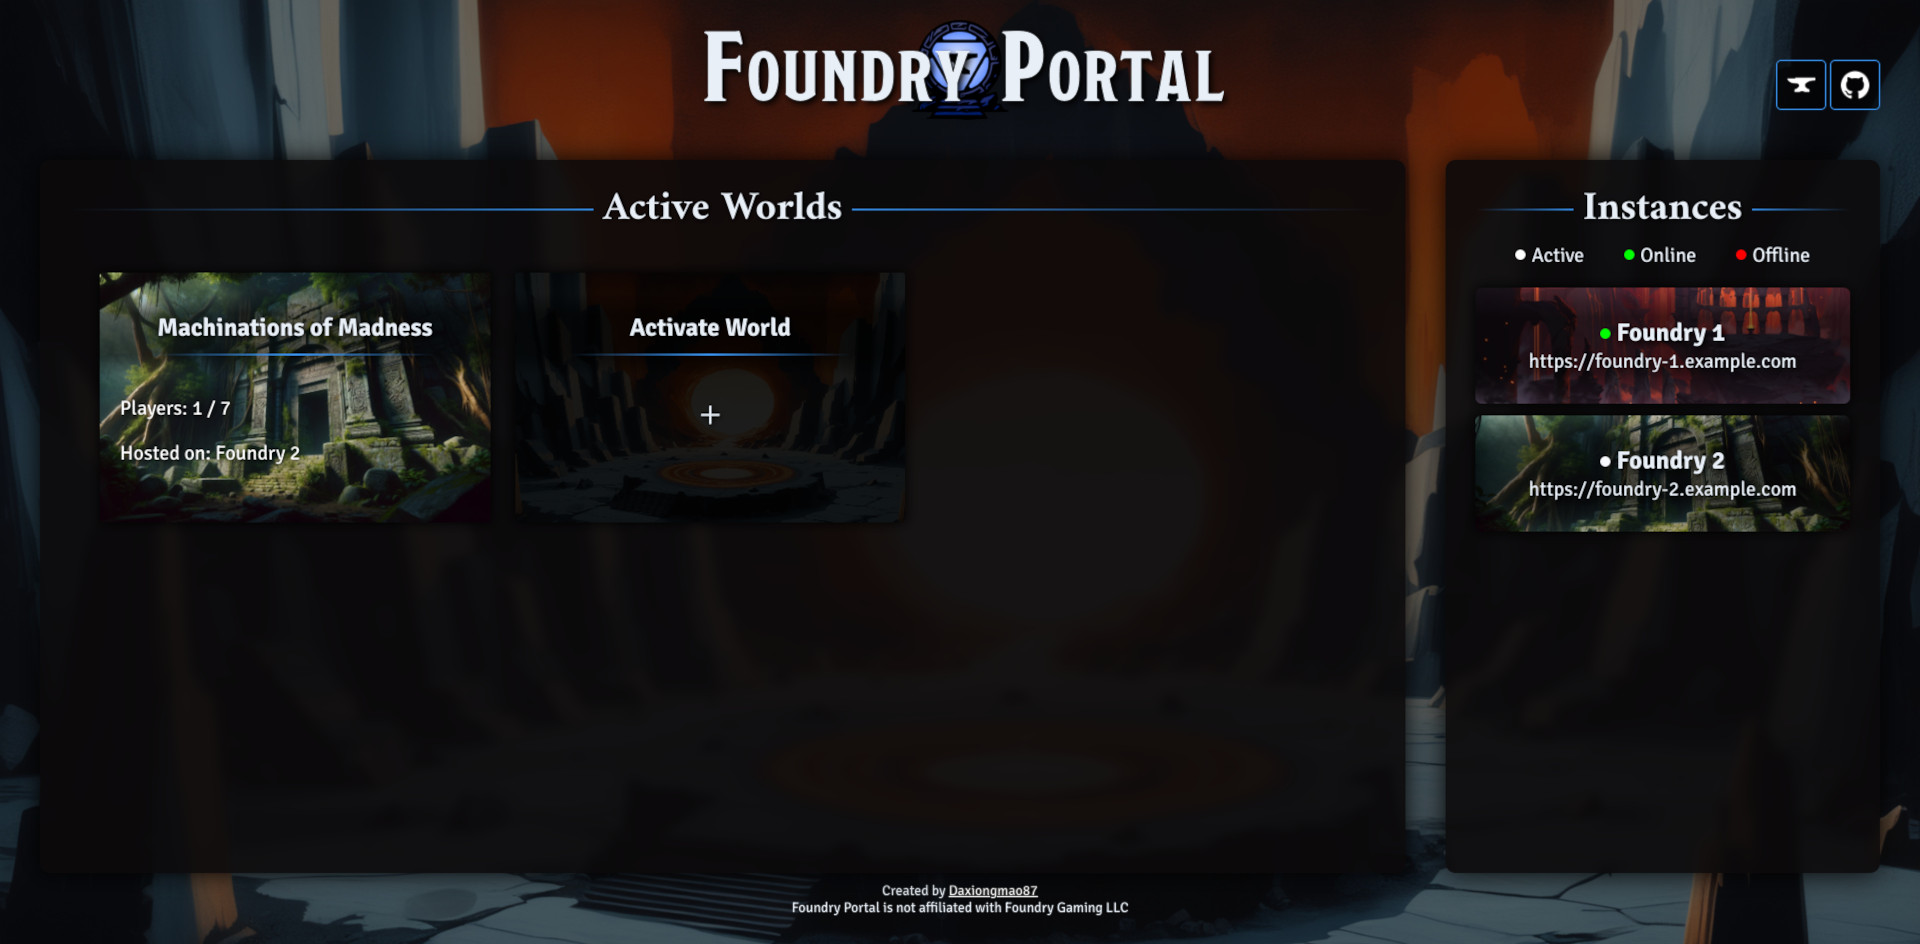 Foundry Portal
Active Worlds
Machinations of Madness
Players: 1 / 7
Hosted on: Foundry 2
Activate World
+
Instances
Active
Online
Offline
Foundry 1
https://foundry-1.example.com
Foundry 2
https://foundry-2.example.com
Created by Daxiongmao87
Foundry Portal is not affiliated with Foundry Gaming LLC